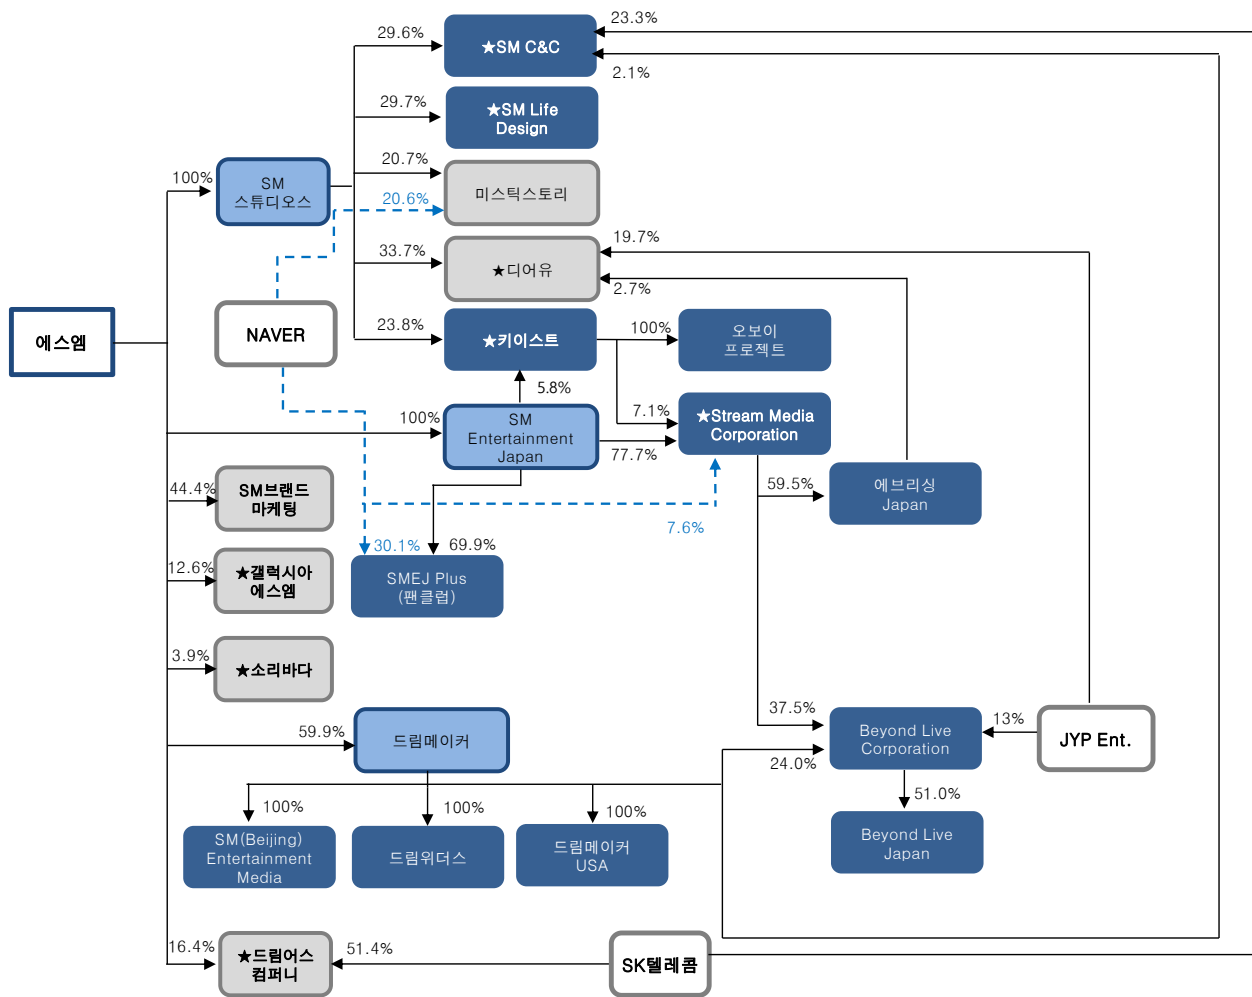 23.3%
29.6%
★SM C&C
2.1%
29.7%
★SM Life
Design
20.7%
100%
SM
스튜디오스
미스틱스토리
20.6%
19.7%
33.7%
★디어유
2.7%
에스엠
NAVER
23.8%
★키이스트
100%
오보이
프로젝트
5.8%
100%
SM
Entertainment
Japan
7.1%
★Stream Media
Corporation
77.7%
44.4%
SM브랜드
마케팅
59.5%
에브리싱
Japan
7.6%
30.1%
69.9%
12.6%
★갤럭시아
에스엠
SMEJ Plus
(팬클럽)
3.9%
★소리바다
37.5%
59.9%
드림메이커
Beyond Live
Corporation
13%
JYP Ent.
24.0%
51.0%
100%
100%
100%
SM(Beijing)
Entertainment
Media
드림위더스
드림메이커
USA
Beyond Live
Japan
16.4%
★드림어스
컴퍼니
51.4%
SK텔레콤